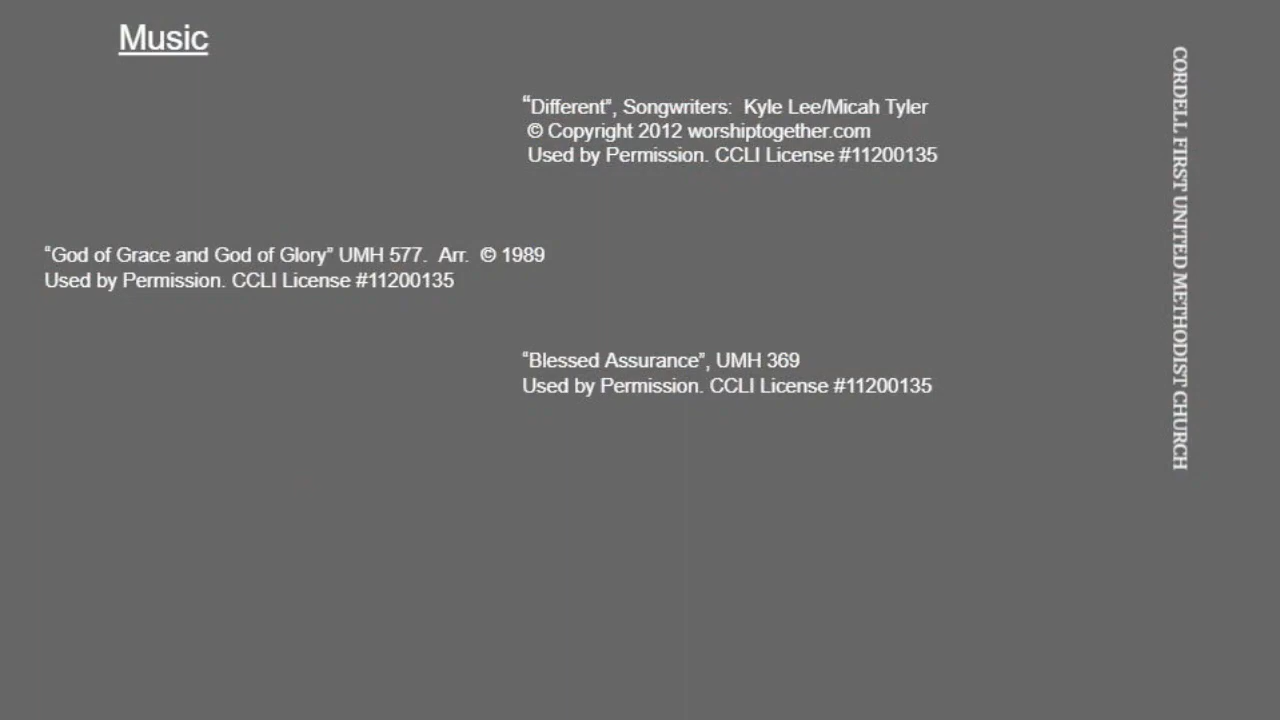 Music
“Different”, Songwriters:  Kyle Lee/Micah Tyler
© Copyright 2012 worshiptogether.com
Used by Permission. CCLI License #11200135
“God of Grace and God of Glory” UMH 577.  Arr.  © 1989
Used by Permission. CCLI License #11200135
“Blessed Assurance”, UMH 369
Used by Permission. CCLI License #11200135
CORDELL FIRST UNITED METHODIST CHURCH